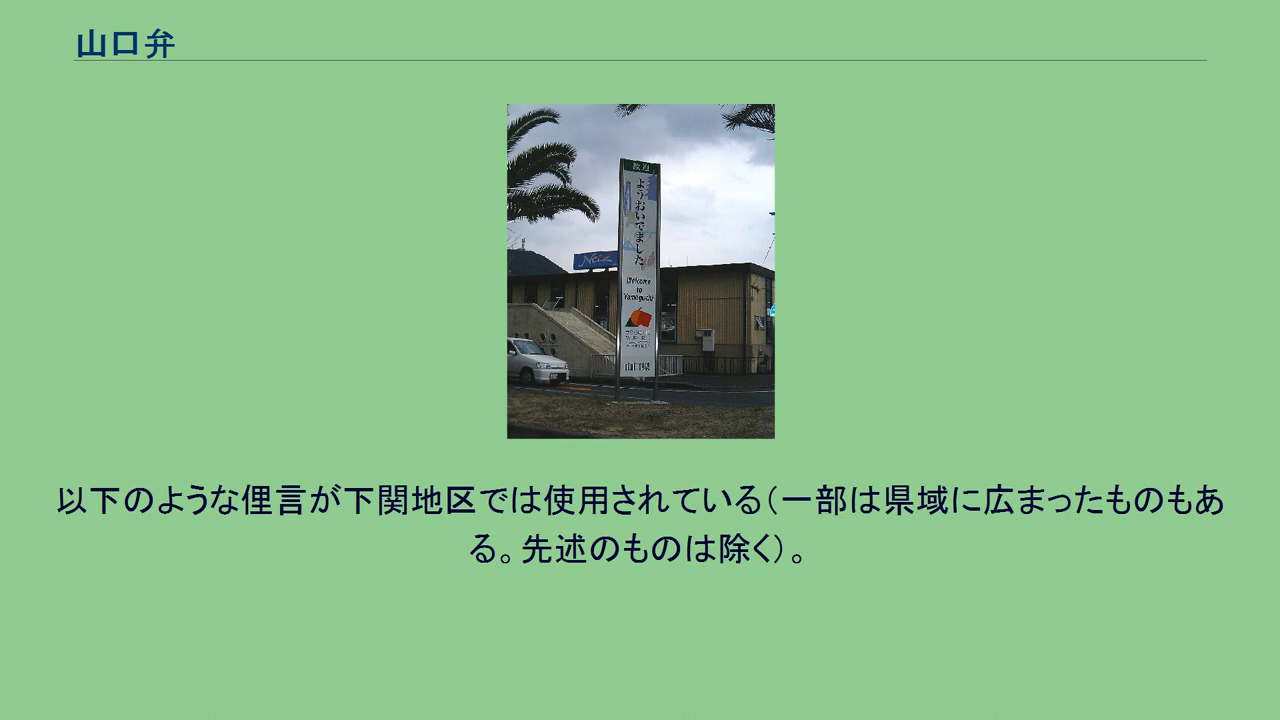 山口弁
歓迎
ようおいでました
Netz
Welcome
to
Yamaguchi
山口県
以下のような俚言が下関地区では使用されている（一部は県域に広まったものもあ
る。先述のものは除く）。